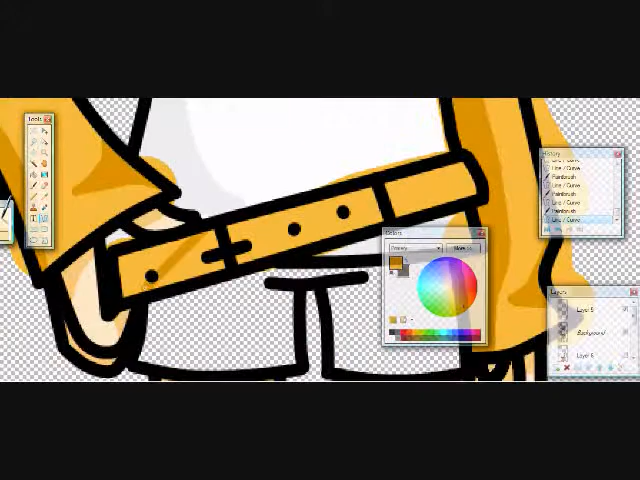 Tools
History
Line / Curve
Line / Curve
Paintbrush
Line / Curve
Paintbrush
Line / Curve
Colors
Primary
More >>
Layers
Layer 5
Background
Layer 6